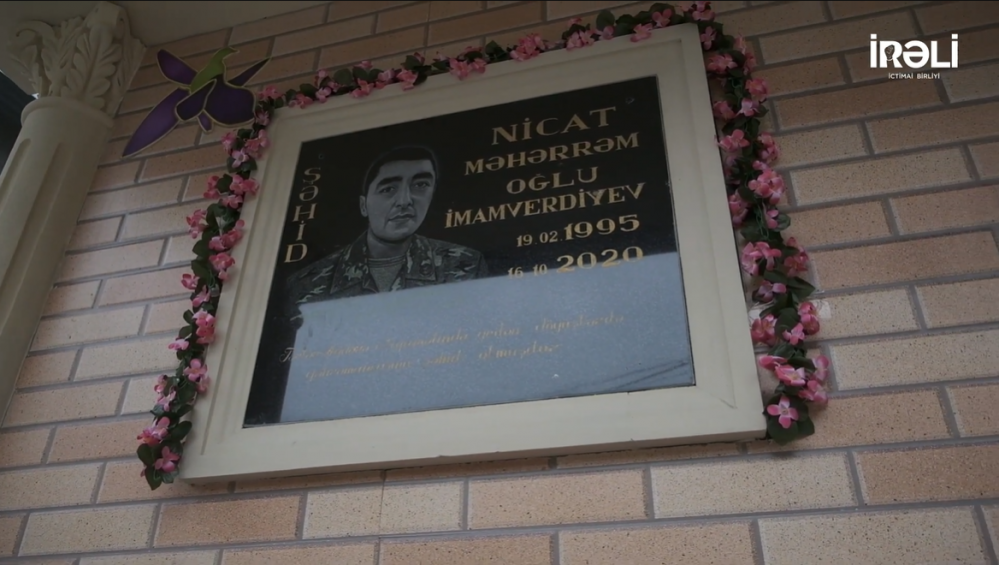 İRƏLİ
İCTİMAİ BİRLİYİ
ŞƏHİD
NİCAT
MƏHƏRRƏM
OĞLU
İMAMVERDİYEV
19.02.1995
16.10.2020